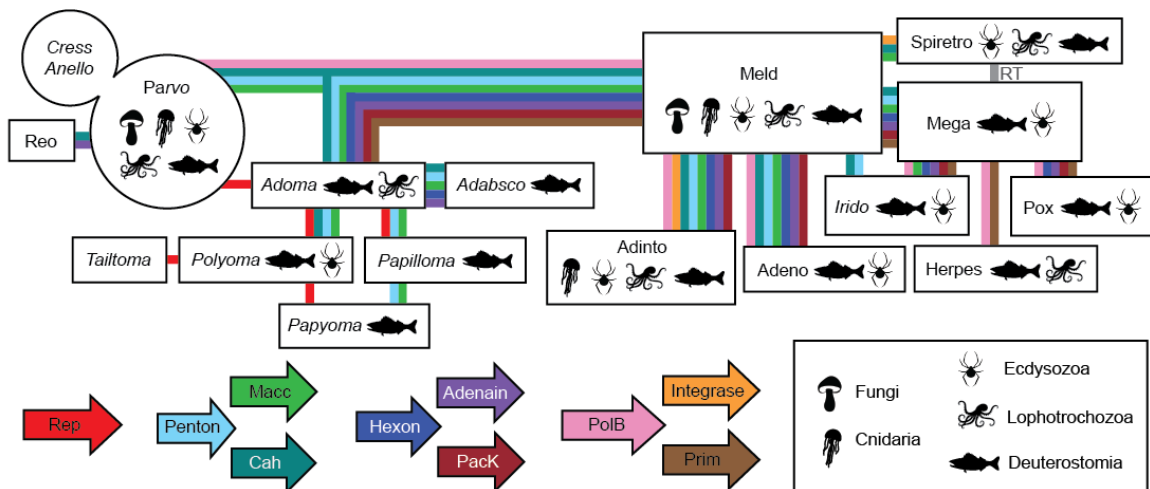 Cress
Anello
Parvo
Reo
Meld
Spiretro
RT
Mega
Adoma
Adabsco
Irido
Pox
Tailtoma
Polyoma
Papilloma
Adinto
Adeno
Herpes
Papyoma
Rep
Penton
Macc
Cah
Hexon
Adenain
PacK
PolB
Integrase
Prim
Fungi
Cnidaria
Ecdysozoa
Lophotrochozoa
Deuterostomia